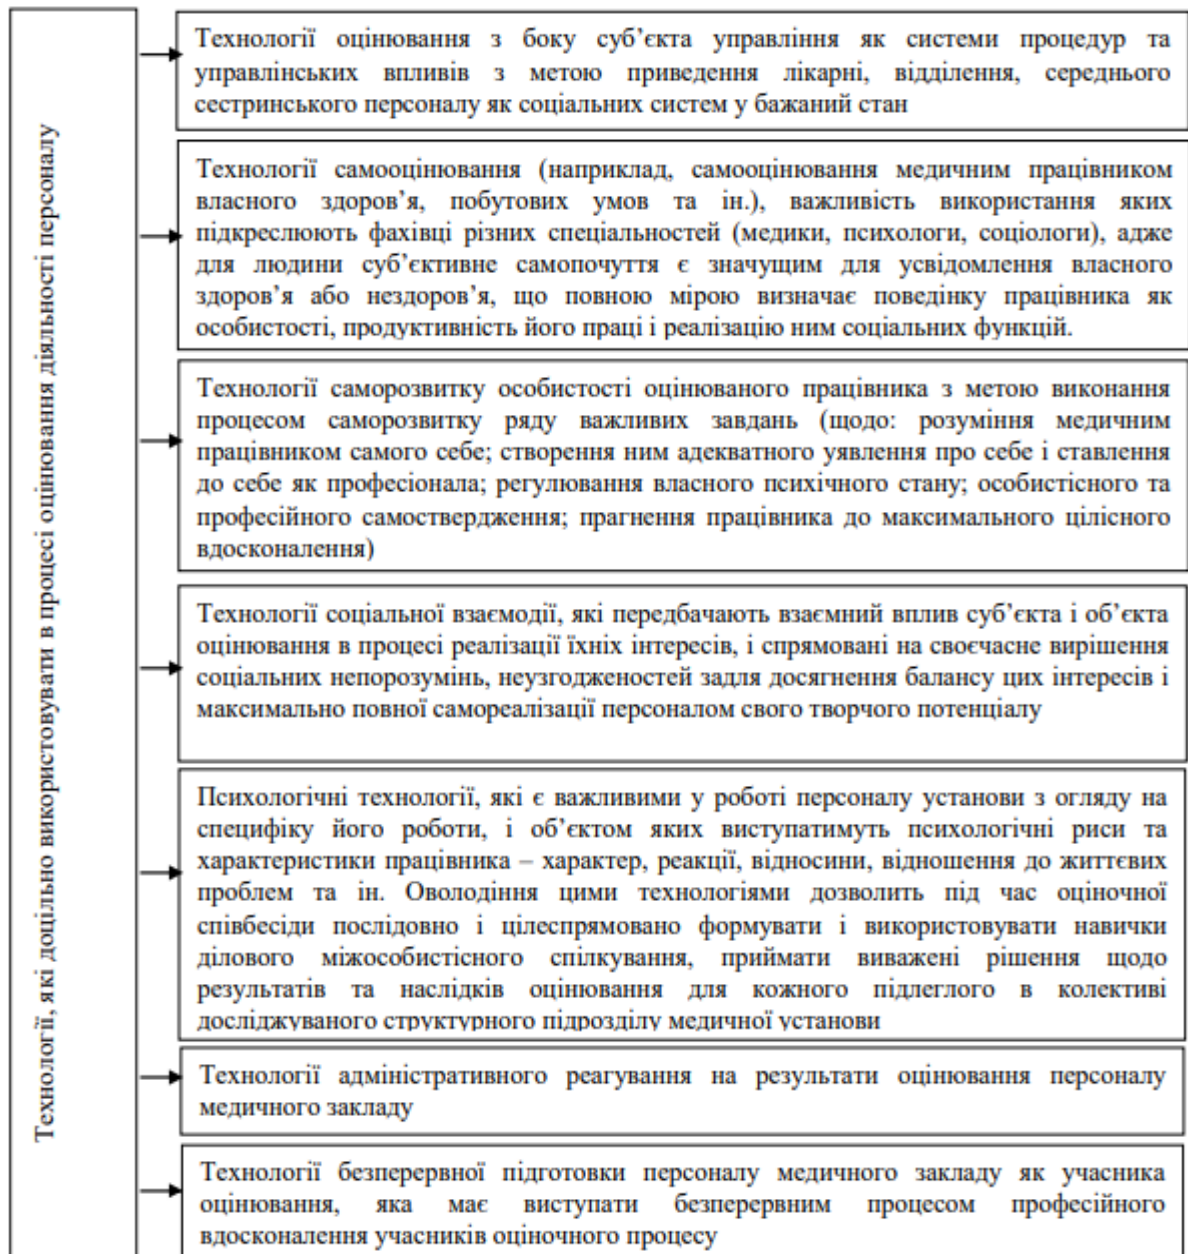 Технології, які доцільно використовувати в процесі оцінювання діяльності персоналу
Технології оцінювання з боку суб’єкта управління як системи процедур та
управлінських впливів з метою приведення лікарні, відділення, середнього
сестринського персоналу як соціальних систем у бажаний стан
Технології самооцінювання (наприклад, самооцінювання медичним працівником
власного здоров’я, побутових умов та ін.), важливість використання яких
підкреслюють фахівці різних спеціальностей (медики, психологи, соціологи), адже
для людини суб’єктивне самопочуття є значущим для усвідомлення власного
здоров’я або нездоров’я, що повною мірою визначає поведінку працівника як
особистості, продуктивність його праці і реалізацію ним соціальних функцій.
Технології саморозвитку особистості оцінюваного працівника з метою виконання
процесом саморозвитку ряду важливих завдань (щодо: розуміння медичним
працівником самого себе; створення ним адекватного уявлення про себе і ставлення
до себе як професіонала; регулювання власного психічного стану; особистісного та
професійного самоствердження; прагнення працівника до максимального цілісного
вдосконалення)
Технології соціальної взаємодії, які передбачають взаємний вплив суб’єкта і об’єкта
оцінювання в процесі реалізації їхніх інтересів, і спрямовані на своєчасне вирішення
соціальних непорозумінь, неузгодженостей задля досягнення балансу цих інтересів і
максимально повної самореалізації персоналом свого творчого потенціалу
Психологічні технології, які є важливими у роботі персоналу установи з огляду на
специфіку його роботи, і об’єктом яких виступатимуть психологічні риси та
характеристики працівника – характер, реакції, відносини, відношення до життєвих
проблем та ін. Оволодіння цими технологіями дозволить під час оціночної
співбесіди послідовно і цілеспрямовано формувати і використовувати навички
ділового міжособистісного спілкування, приймати виважені рішення щодо
результатів та наслідків оцінювання для кожного підлеглого в колективі
досліджуваного структурного підрозділу медичної установи
Технології адміністративного реагування на результати оцінювання персоналу
медичного закладу
Технології безперервної підготовки персоналу медичного закладу як учасника
оцінювання, яка має виступати безперервним процесом професійного
вдосконалення учасників оціночного процесу